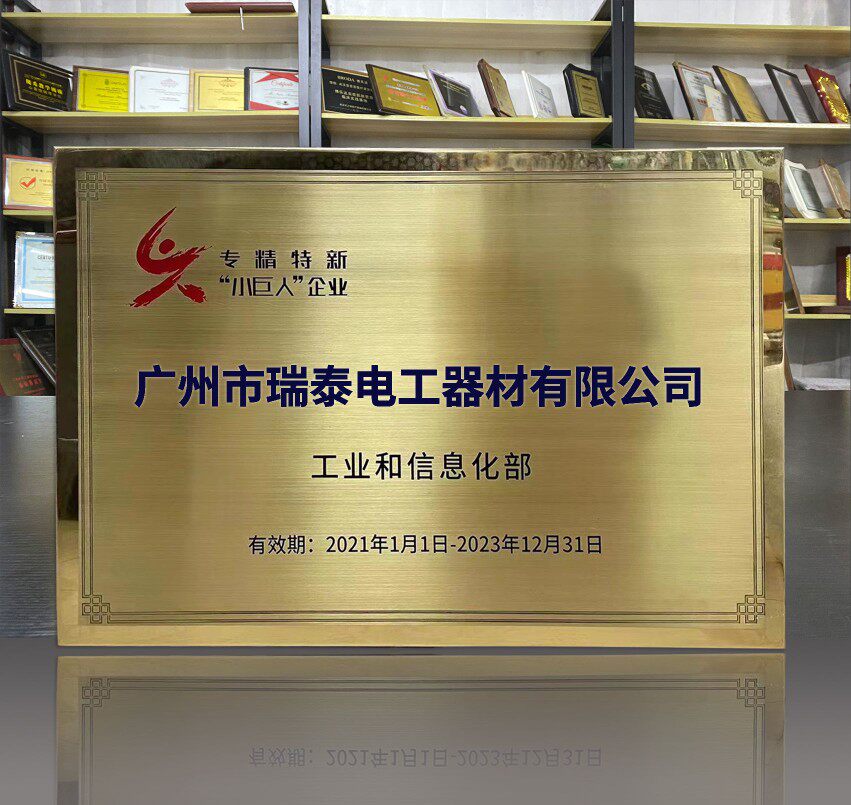 专精特新
“小巨人”企业
广州市瑞泰电工器材有限公司
工业和信息化部
有效期：2021年1月1日-2023年12月31日